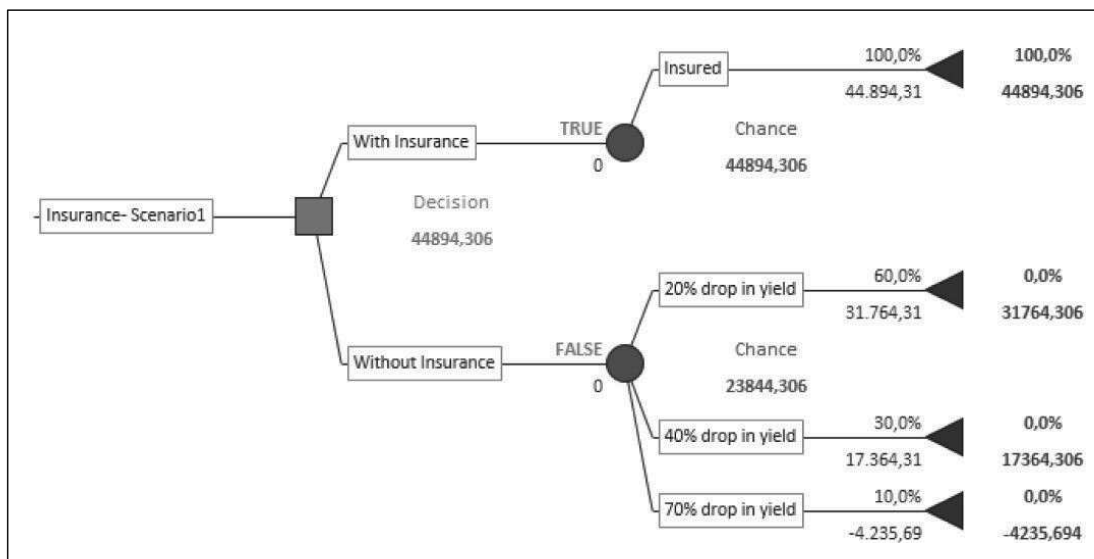 100,0%
100,0%
Insured
44.894,31
44894,306
TRUE
Chance
With Insurance
0
44894,306
Decision
Insurance- Scenario1
44894,306
60,0%
0,0%
20% drop in yield
31.764,31
31764,306
FALSE
Chance
Without Insurance
0
23844,306
30,0%
0,0%
40% drop in yield
17.364,31
17364,306
10,0%
0,0%
70% drop in yield
-4.235,69
-4235,694